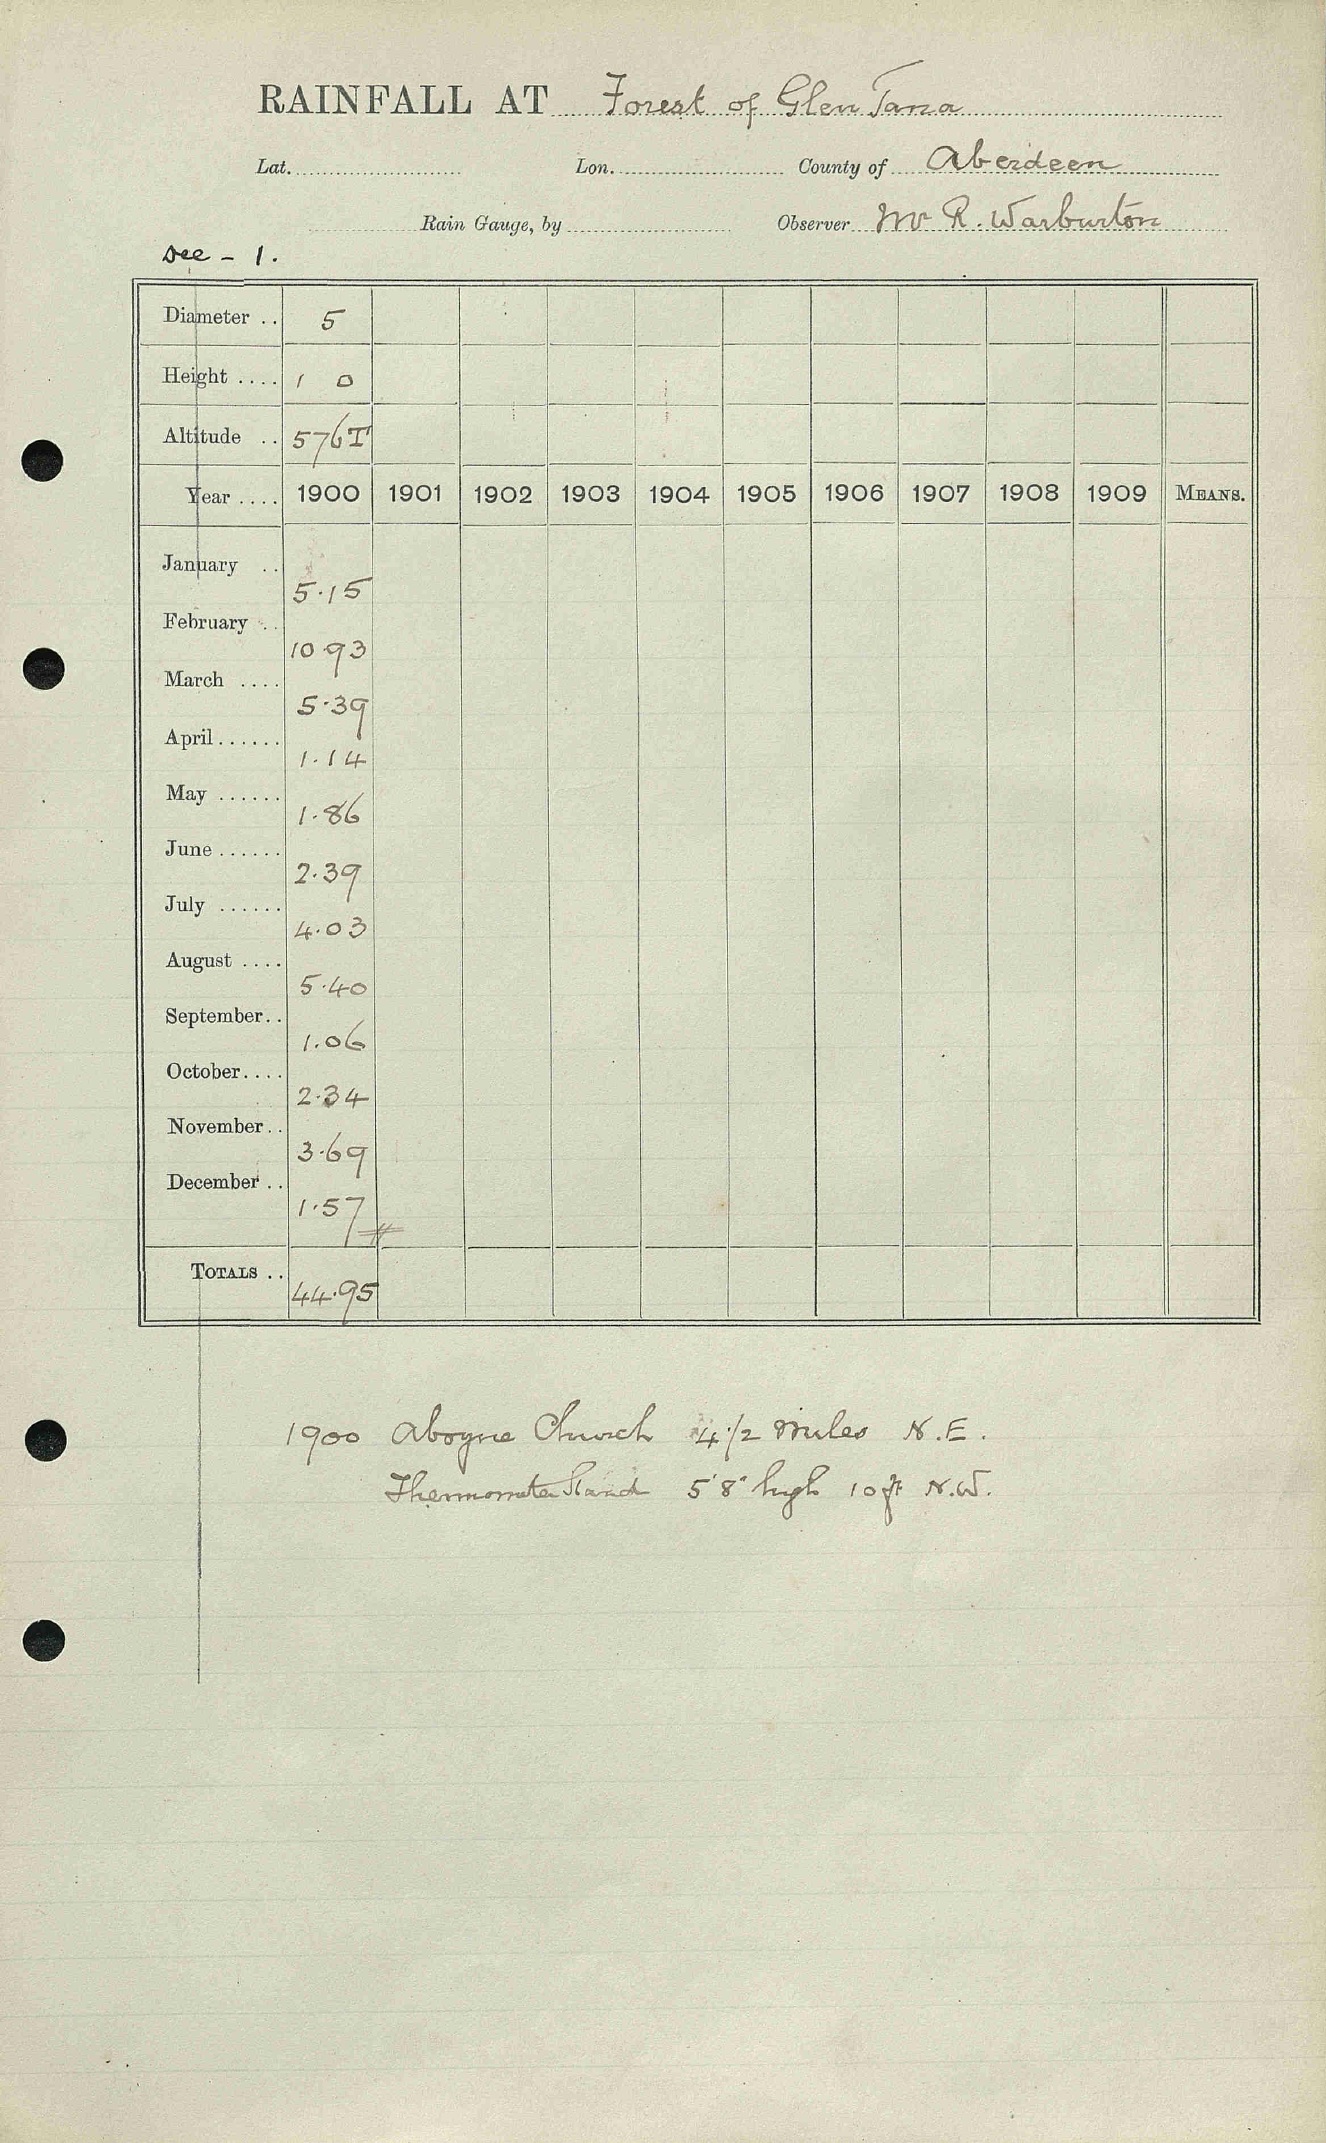 RAINFALL AT Forest of Glen Tana
Lat. Lon. County of Aberdeen
Rain Gauge, by Observer Mr R. Warburton
Dee - 1.
Diameter .. 5
Height .... 1 0
Altitude .. 576T
Year .... 1900 1901 1902 1903 1904 1905 1906 1907 1908 1909 MEANS.
January .. 5.15
February .. 10.93
March .... 5.39
April...... 1.14
May ...... 1.86
June ...... 2.39
July ...... 4.03
August .... 5.40
September.. 1.06
October.... 2.34
November.. 3.69
December .. 1.57
TOTALS .. 44.95
1900 Aboyne Church 4 1/2 Miles N.E.
Thermometer Stand 5'8" high 10 ft N.W.